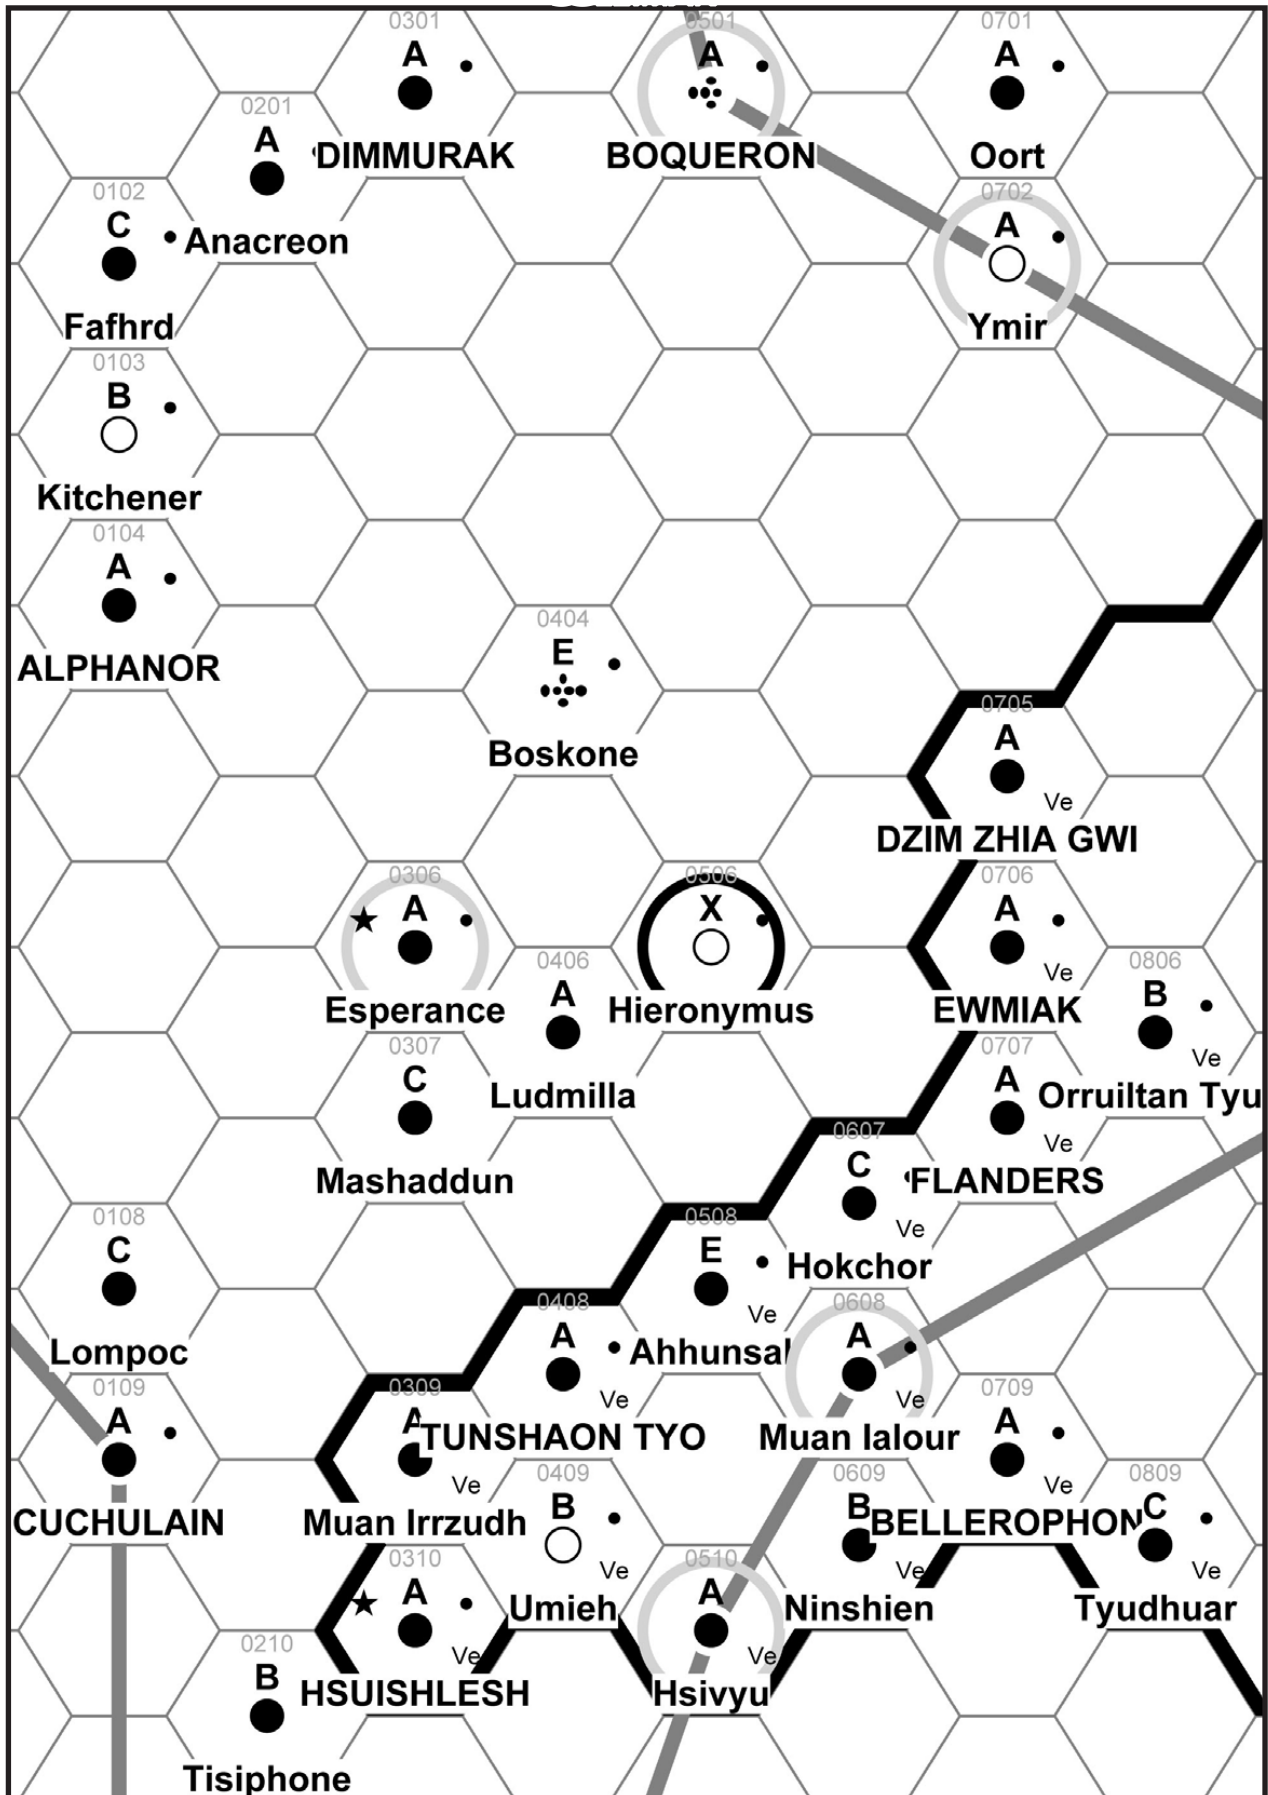 0301
A
DIMMURAK
0501
A
BOQUERON
0701
A
Oort
0201
A
Anacreon
0102
C
Fafhrd
0702
A
Ymir
0103
B
Kitchener
0104
A
ALPHANOR
0404
E
Boskone
0705
A
Ve
DZIM ZHIA GWI
0306
A
Esperance
0506
X
Hieronymus
0706
A
Ve
EWMIAK
0406
A
Ludmilla
0806
B
Ve
Orruiltan Tyu
0307
C
Mashaddun
0707
A
Ve
FLANDERS
0607
C
Ve
Hokchor
0108
C
Lompoc
0508
E
Ve
Ahhunsal
0408
A
Ve
TUNSHAON TYO
0608
A
Ve
Muan Ialour
0109
A
CUCHULAIN
0309
A
Ve
Muan Irrzudh
0709
A
Ve
BELLEROPHON
0409
B
Ve
Umieh
0609
B
Ve
Ninshien
0809
C
Ve
Tyudhuar
0310
A
Ve
HSUISHLESH
0510
A
Ve
Hsivyu
0210
B
Tisiphone